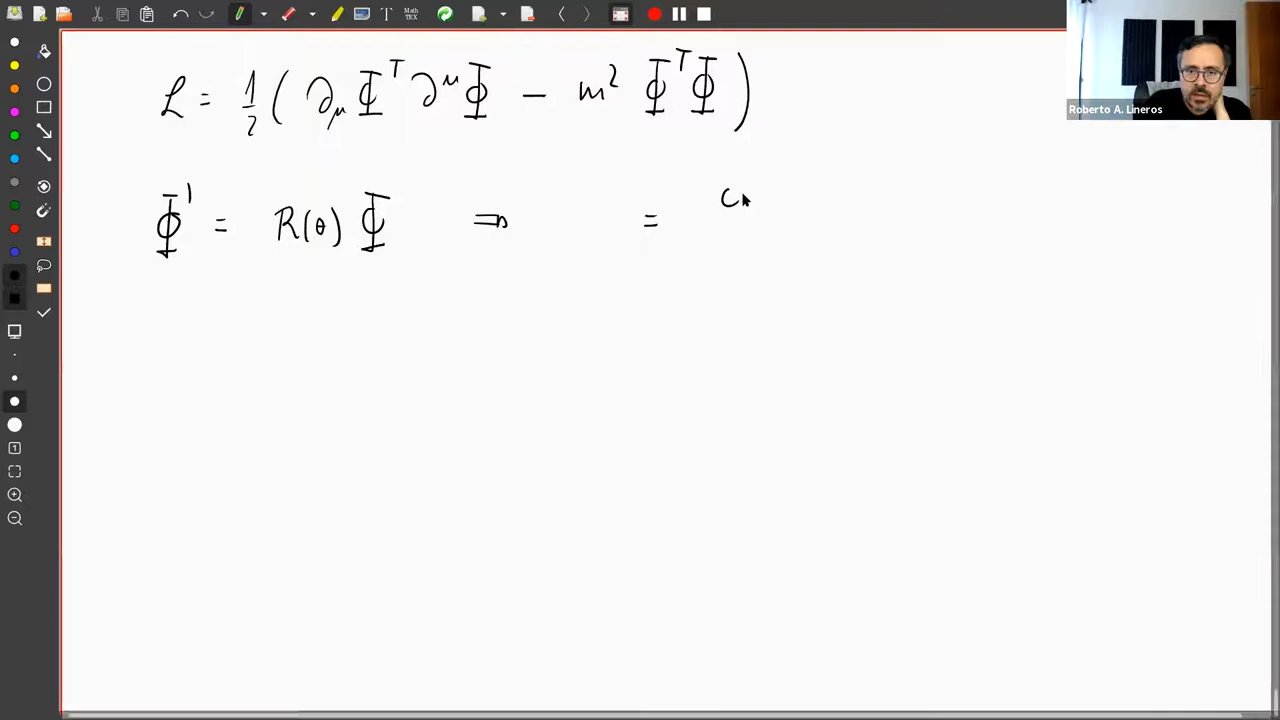 ℒ = 1/2 ( ∂_μ Φ^T ∂^μ Φ − m² Φ^T Φ )
Roberto A. Lineros
Φ' = R(θ) Φ ⇒ =